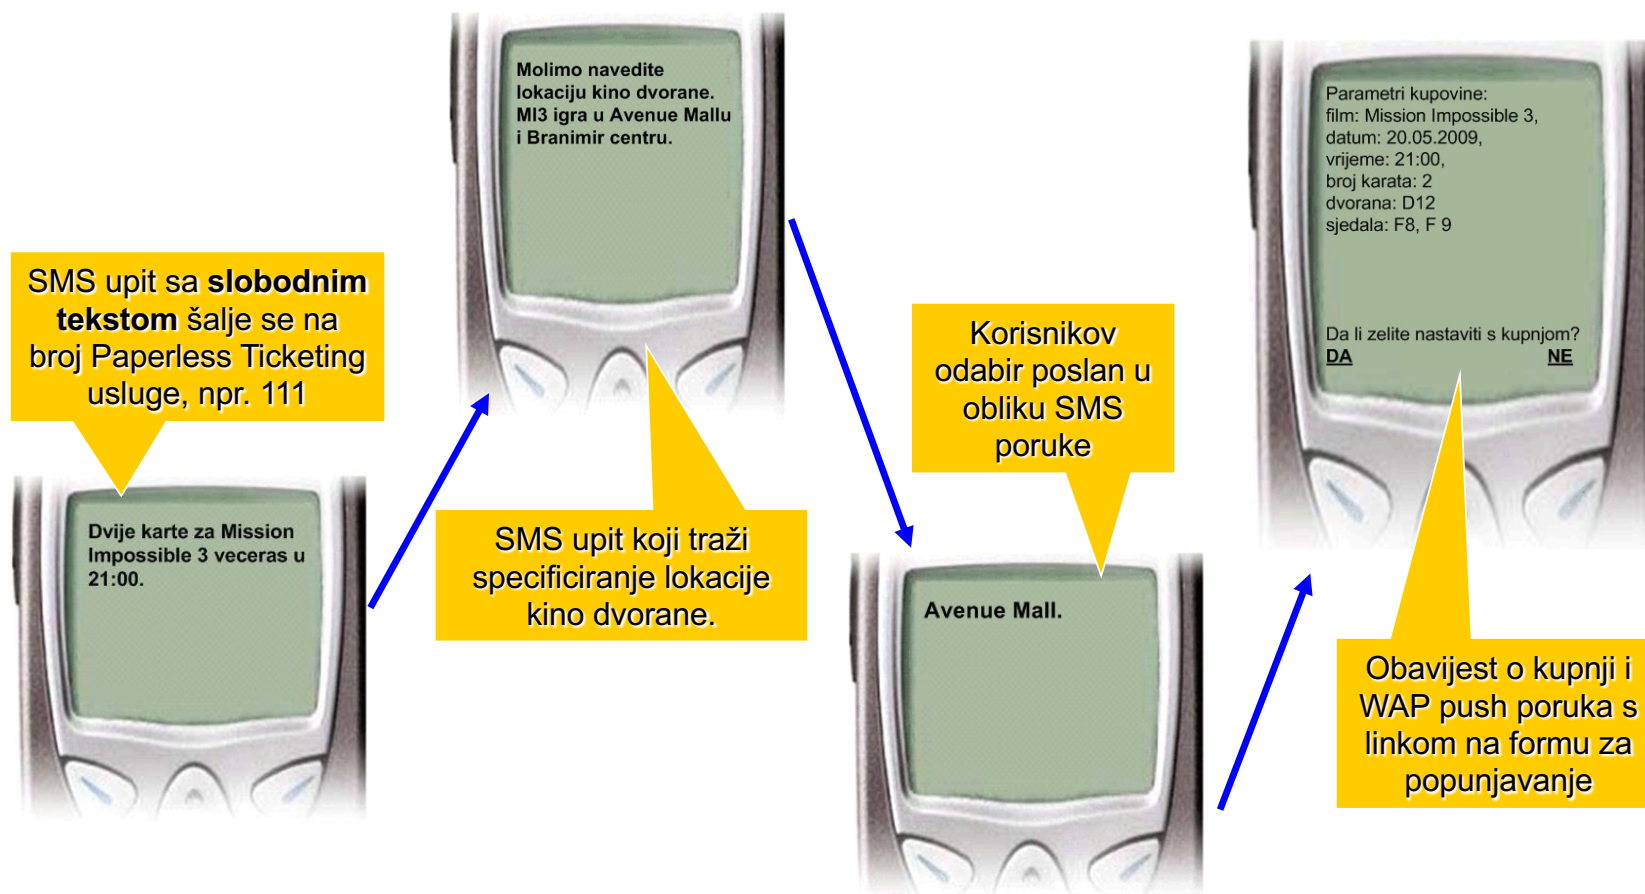 SMS upit sa slobodnim
tekstom šalje se na
broj Paperless Ticketing
usluge, npr. 111
Dvije karte za Mission
Impossible 3 veceras u
21:00.
Molimo navedite
lokaciju kino dvorane.
MI3 igra u Avenue Mallu
i Branimir centru.
SMS upit koji traži
specificiranje lokacije
kino dvorane.
Korisnikov
odabir poslan u
obliku SMS
poruke
Avenue Mall.
Parametri kupovine:
film: Mission Impossible 3,
datum: 20.05.2009,
vrijeme: 21:00,
broj karata: 2
dvorana: D12
sjedala: F8, F 9
Da li zelite nastaviti s kupnjom?
DA NE
Obavijest o kupnji i
WAP push poruka s
linkom na formu za
popunjavanje